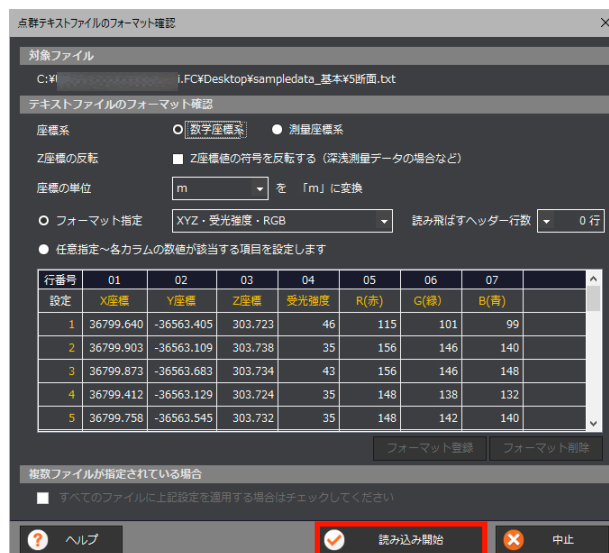 点群テキストファイルのフォーマット確認
対象ファイル
C:¥ i.FC¥Desktop¥sampledata_基本¥5断面.txt
テキストファイルのフォーマット確認
座標系 数学座標系 測量座標系
Z座標の反転 Z座標値の符号を反転する（深浅測量データの場合など）
座標の単位 m を 「m」に変換
フォーマット指定 XYZ・受光強度・RGB 読み飛ばすヘッダー行数 0 行
任意指定～各カラムの数値が該当する項目を設定します
行番号 01 02 03 04 05 06 07
設定 X座標 Y座標 Z座標 受光強度 R(赤) G(緑) B(青)
1 36799.640 -36563.405 303.723 46 115 101 99
2 36799.903 -36563.109 303.738 35 156 146 140
3 36799.873 -36563.683 303.734 43 156 146 148
4 36799.412 -36563.129 303.724 35 148 138 132
5 36799.758 -36563.545 303.732 35 148 142 140
フォーマット登録 フォーマット削除
複数ファイルが指定されている場合
すべてのファイルに上記設定を適用する場合はチェックしてください
ヘルプ 読み込み開始 中止